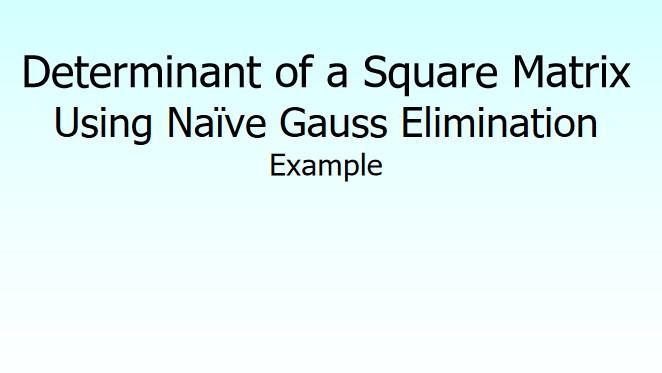 Determinant of a Square Matrix
Using Naïve Gauss Elimination
Example